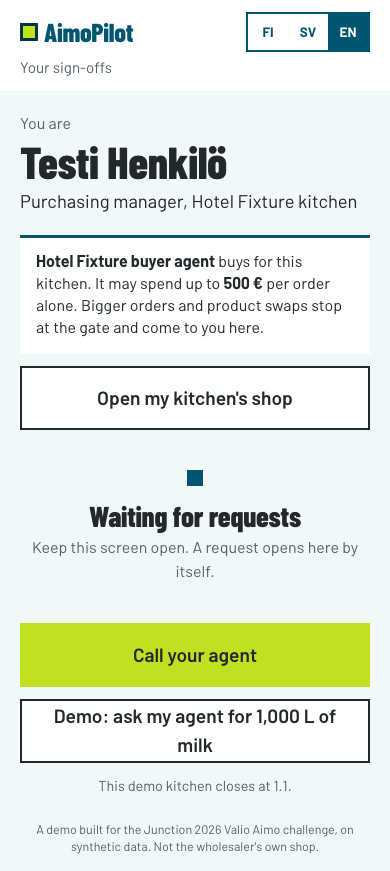 AimoPilot
FI SV EN
Your sign-offs
You are
Testi Henkilö
Purchasing manager, Hotel Fixture kitchen
Hotel Fixture buyer agent buys for this
kitchen. It may spend up to 500 € per order
alone. Bigger orders and product swaps stop
at the gate and come to you here.
Open my kitchen's shop
Waiting for requests
Keep this screen open. A request opens here by
itself.
Call your agent
Demo: ask my agent for 1,000 L of
milk
This demo kitchen closes at 1.1.
A demo built for the Junction 2026 Valio Aimo challenge, on
synthetic data. Not the wholesaler's own shop.